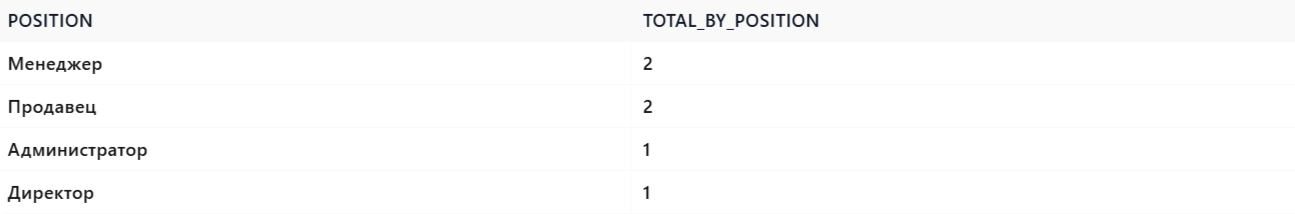 POSITION TOTAL_BY_POSITION
Менеджер 2
Продавец 2
Администратор 1
Директор 1